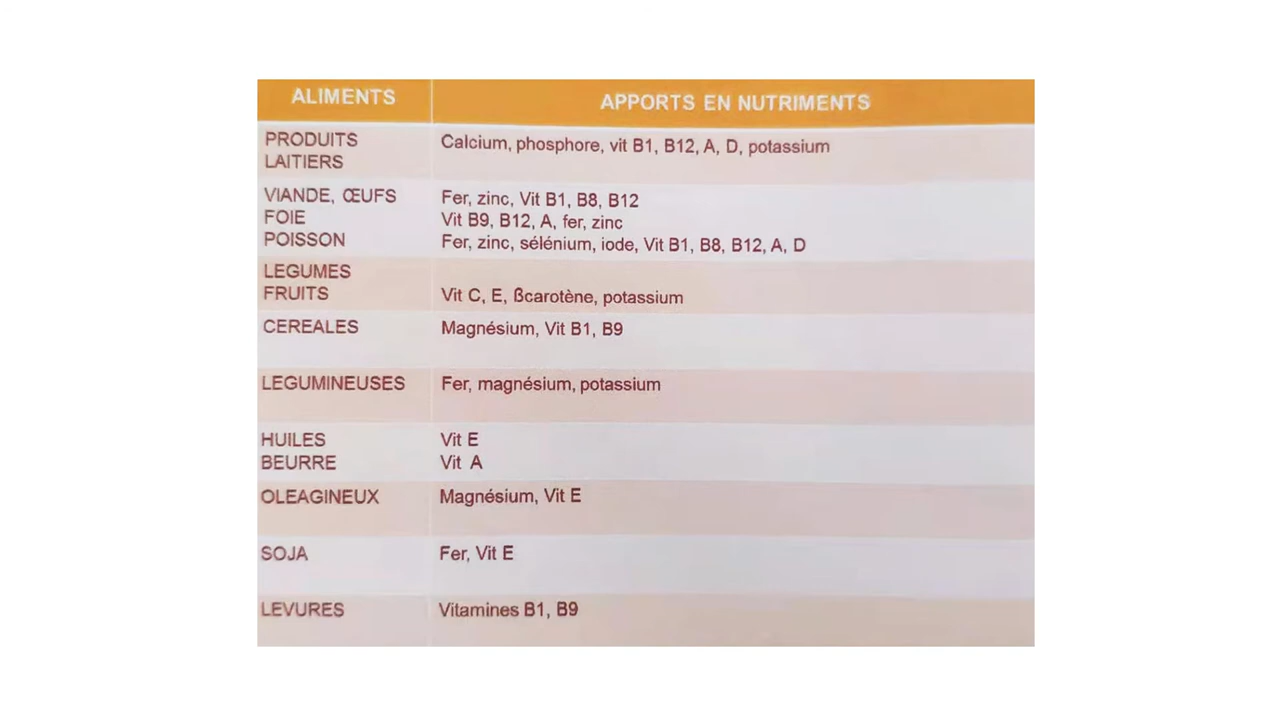 ALIMENTS APPORTS EN NUTRIMENTS
PRODUITS LAITIERS Calcium, phosphore, vit B1, B12, A, D, potassium
VIANDE, ŒUFS Fer, zinc, Vit B1, B8, B12
FOIE Vit B9, B12, A, fer, zinc
POISSON Fer, zinc, sélénium, iode, Vit B1, B8, B12, A, D
LEGUMES
FRUITS Vit C, E, ßcarotène, potassium
CEREALES Magnésium, Vit B1, B9
LEGUMINEUSES Fer, magnésium, potassium
HUILES Vit E
BEURRE Vit A
OLEAGINEUX Magnésium, Vit E
SOJA Fer, Vit E
LEVURES Vitamines B1, B9